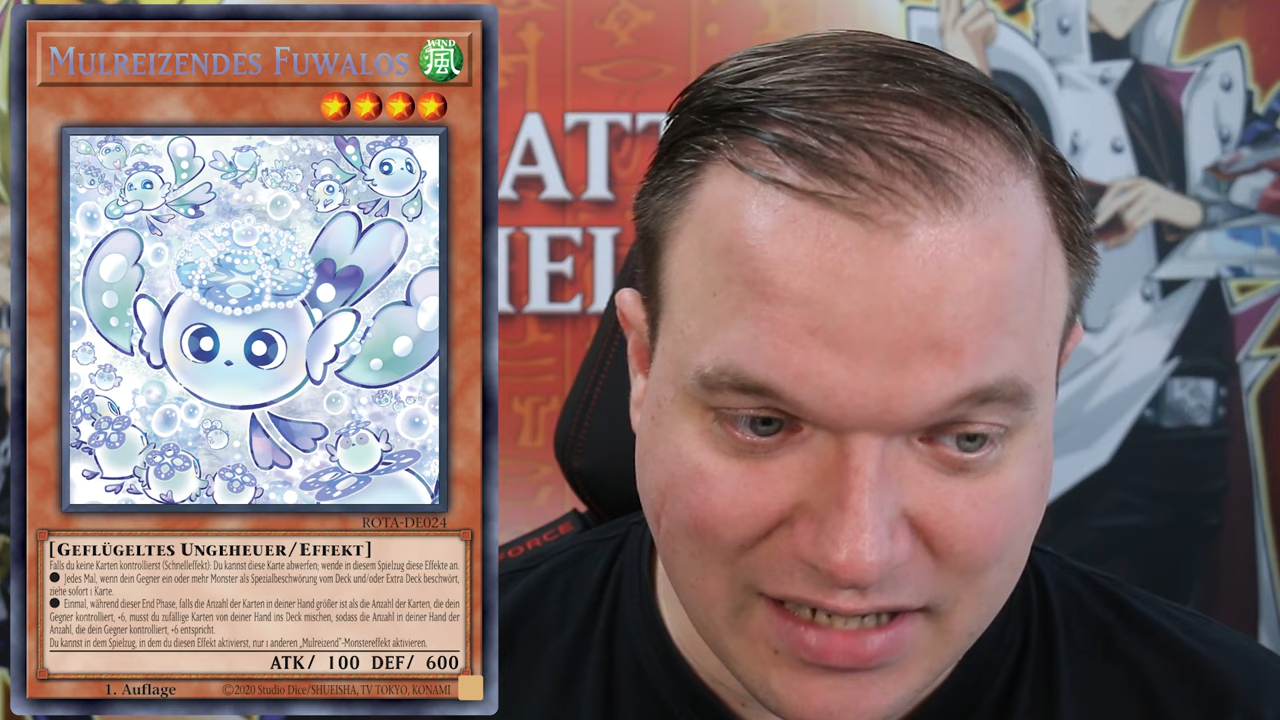 Mulreizendes Fuwalos
WIND
風
ROTA-DE024
[Geflügeltes Ungeheuer/Effekt]
Falls du keine Karten kontrollierst (Schnelleffekt): Du kannst diese Karte abwerfen; wende in diesem Spielzug diese Effekte an.
● Jedes Mal, wenn dein Gegner ein oder mehr Monster als Spezialbeschwörung vom Deck und/oder Extra Deck beschwört,
ziehe sofort 1 Karte.
● Einmal, während dieser End Phase, falls die Anzahl der Karten in deiner Hand größer ist als die Anzahl der Karten, die dein
Gegner kontrolliert, +6, musst du zufällige Karten von deiner Hand ins Deck mischen, sodass die Anzahl in deiner Hand der
Anzahl, die dein Gegner kontrolliert, +6 entspricht.
Du kannst in dem Spielzug, in dem du diesen Effekt aktivierst, nur 1 anderen „Mulreizend"-Monstereffekt aktivieren.
ATK/ 100 DEF/ 600
1. Auflage
©2020 Studio Dice/SHUEISHA, TV TOKYO, KONAMI
ATT
IEL
FORCE